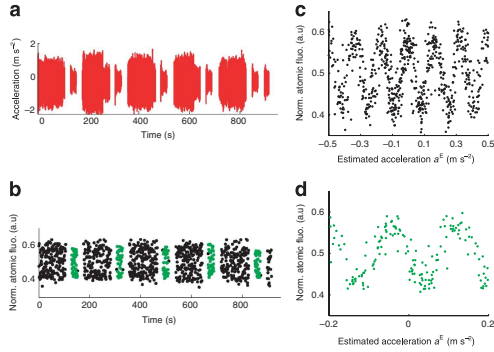 a
Acceleration (m s⁻²)
2
0
−2
0 200 400 600 800
Time (s)
b
Norm. atomic fluo. (a.u)
0.6
0.4
0 200 400 600 800
Time (s)
c
Norm. atomic fluo. (a.u)
0.6
0.5
0.4
−0.5 −0.3 −0.1 0.1 0.3 0.5
Estimated acceleration aᴱ (m s⁻²)
d
Norm. atomic fluo. (a.u)
0.6
0.5
0.4
−0.2 0 0.2
Estimated acceleration aᴱ (m s⁻²)